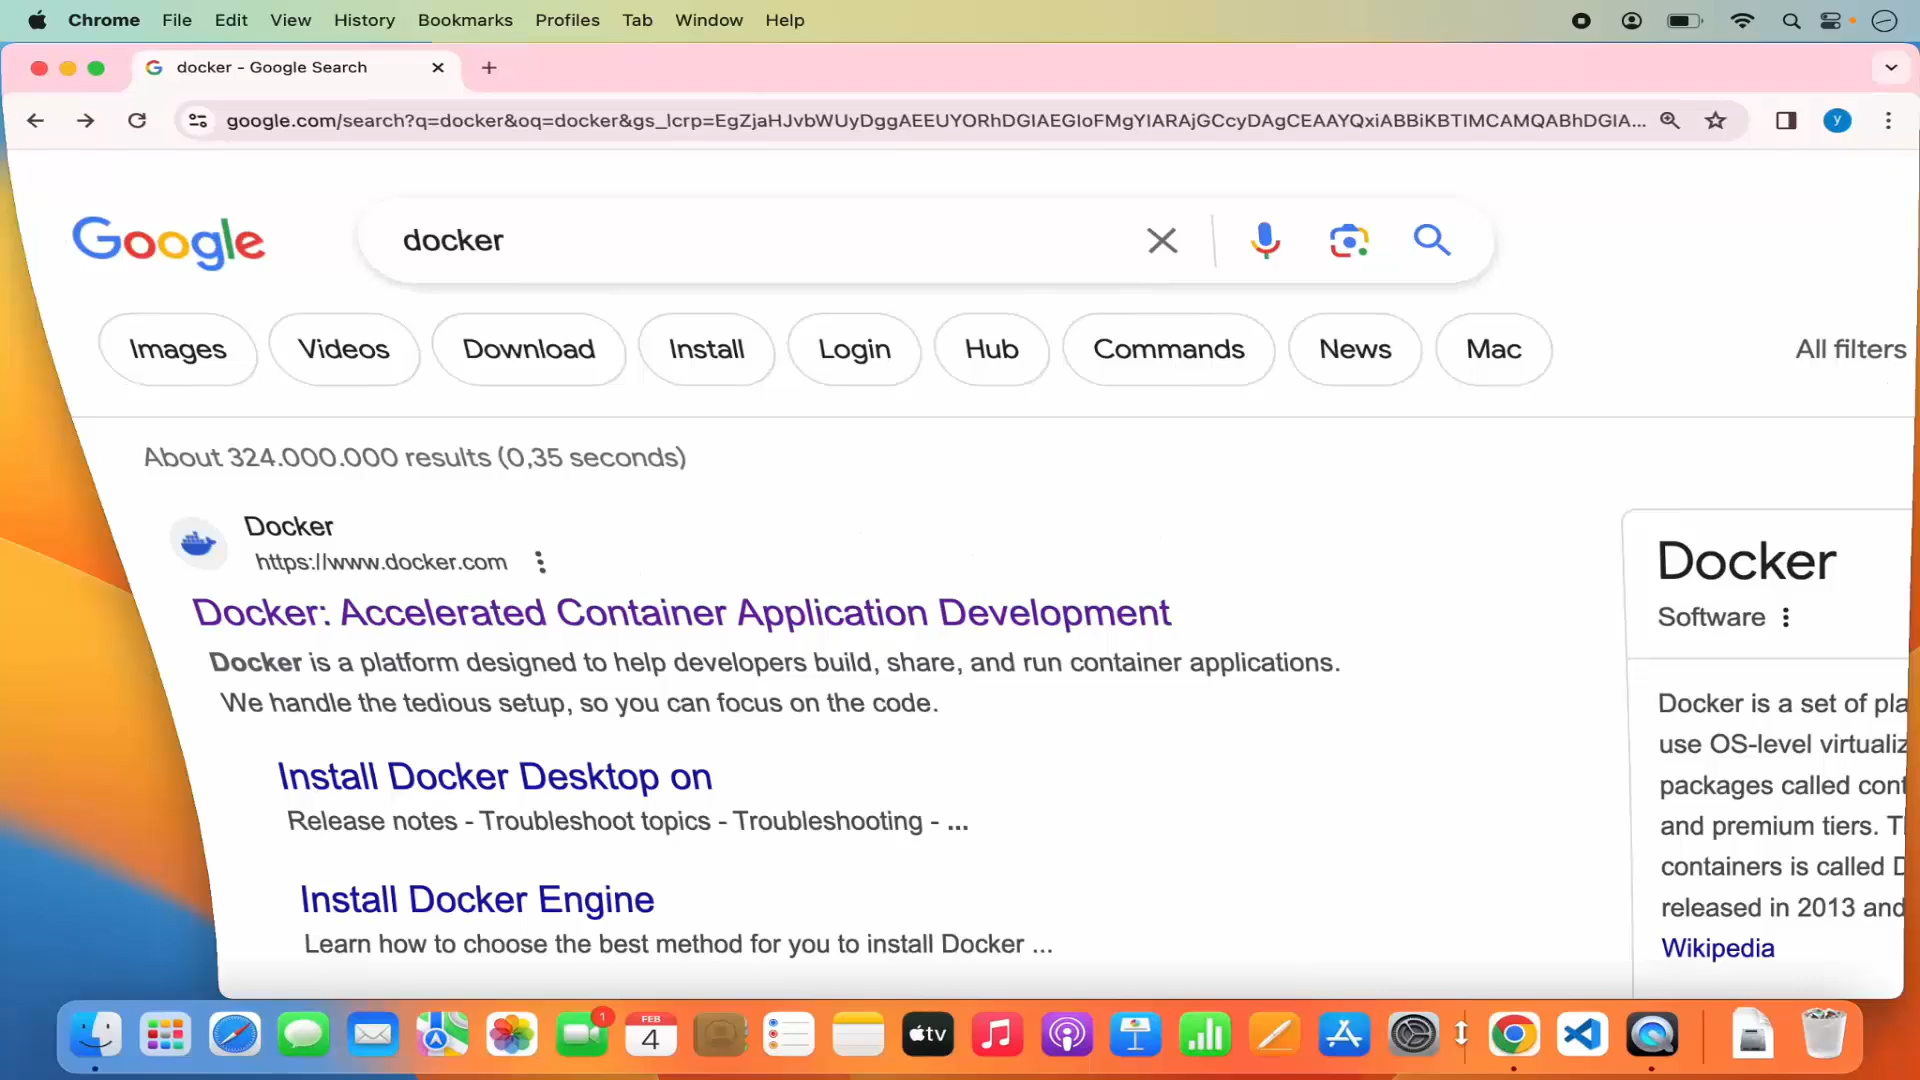 Chrome File Edit View History Bookmarks Profiles Tab Window Help
docker - Google Search
google.com/search?q=docker&oq=docker&gs_lcrp=EgZjaHJvbWUyDggAEEUYORhDGIAEGIoFMgYIARAjGCcyDAgCEAAYQxiABBiKBTIMCAMQABhDGIA...
y
Google
docker
Images Videos Download Install Login Hub Commands News Mac All filters
About 324.000.000 results (0,35 seconds)
Docker
https://www.docker.com
Docker: Accelerated Container Application Development
Docker is a platform designed to help developers build, share, and run container applications.
We handle the tedious setup, so you can focus on the code.
Install Docker Desktop on
Release notes - Troubleshoot topics - Troubleshooting - ...
Install Docker Engine
Learn how to choose the best method for you to install Docker ...
Docker
Software
Docker is a set of pla
use OS-level virtualiz
packages called cont
and premium tiers. T
containers is called D
released in 2013 and
Wikipedia
1
FEB
4
tv